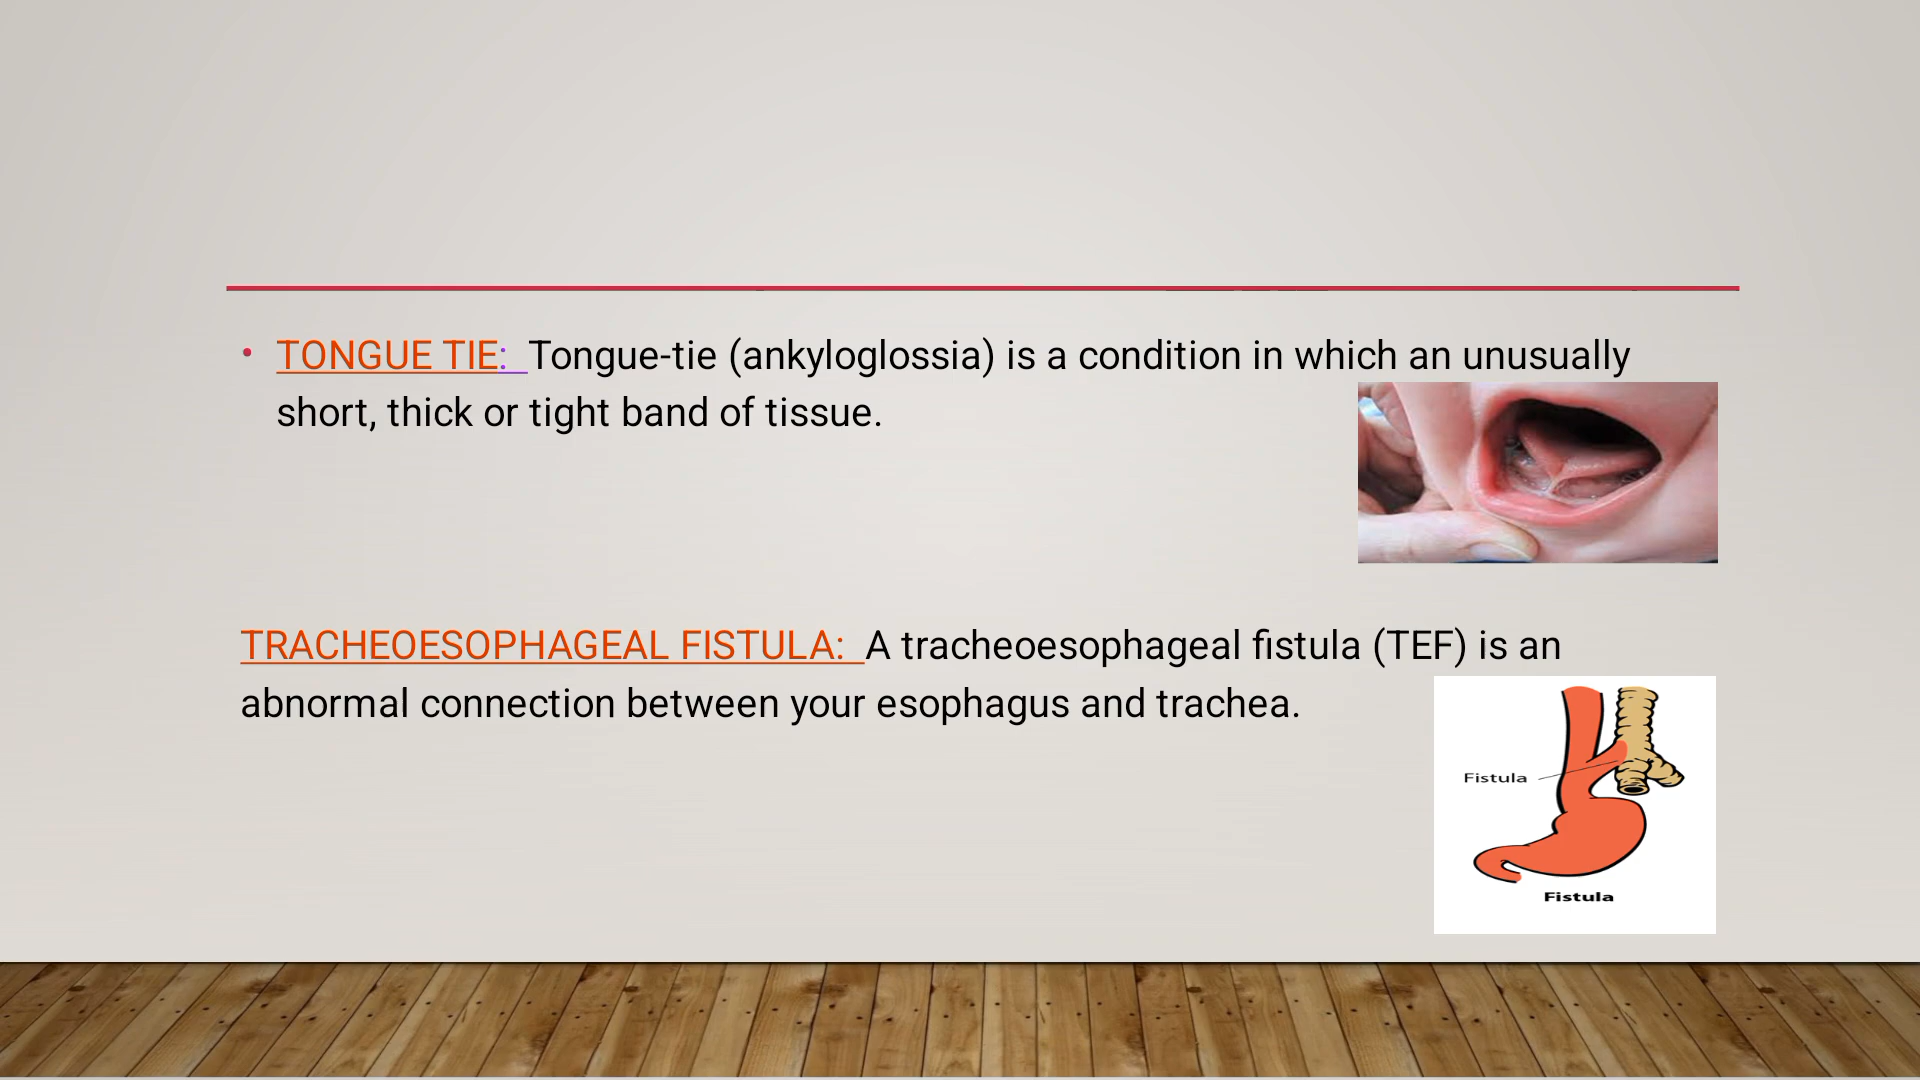 • TONGUE TIE: Tongue-tie (ankyloglossia) is a condition in which an unusually
short, thick or tight band of tissue.
TRACHEOESOPHAGEAL FISTULA: A tracheoesophageal fistula (TEF) is an
abnormal connection between your esophagus and trachea.
Fistula
Fistula